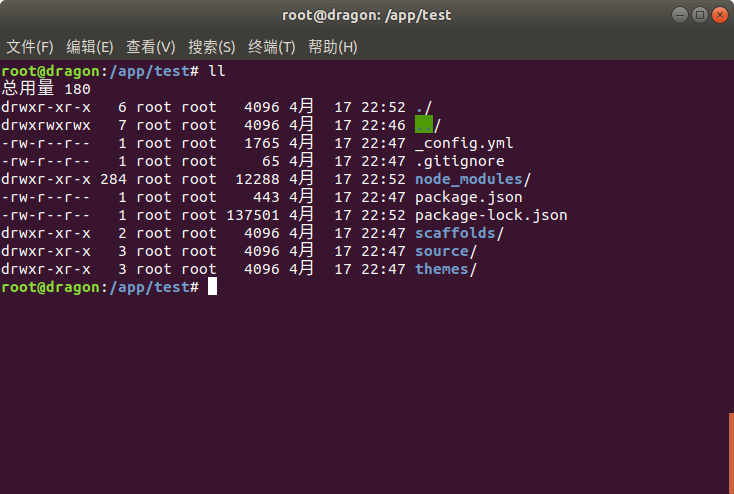 root@dragon: /app/test
文件(F) 编辑(E) 查看(V) 搜索(S) 终端(T) 帮助(H)
root@dragon:/app/test# ll
总用量 180
drwxr-xr-x   6 root root   4096 4月  17 22:52 ./
drwxrwxrwx   7 root root   4096 4月  17 22:46 ../
-rw-r--r--   1 root root   1765 4月  17 22:47 _config.yml
-rw-r--r--   1 root root     65 4月  17 22:47 .gitignore
drwxr-xr-x 284 root root  12288 4月  17 22:52 node_modules/
-rw-r--r--   1 root root    443 4月  17 22:47 package.json
-rw-r--r--   1 root root 137501 4月  17 22:52 package-lock.json
drwxr-xr-x   2 root root   4096 4月  17 22:47 scaffolds/
drwxr-xr-x   3 root root   4096 4月  17 22:47 source/
drwxr-xr-x   3 root root   4096 4月  17 22:47 themes/
root@dragon:/app/test#